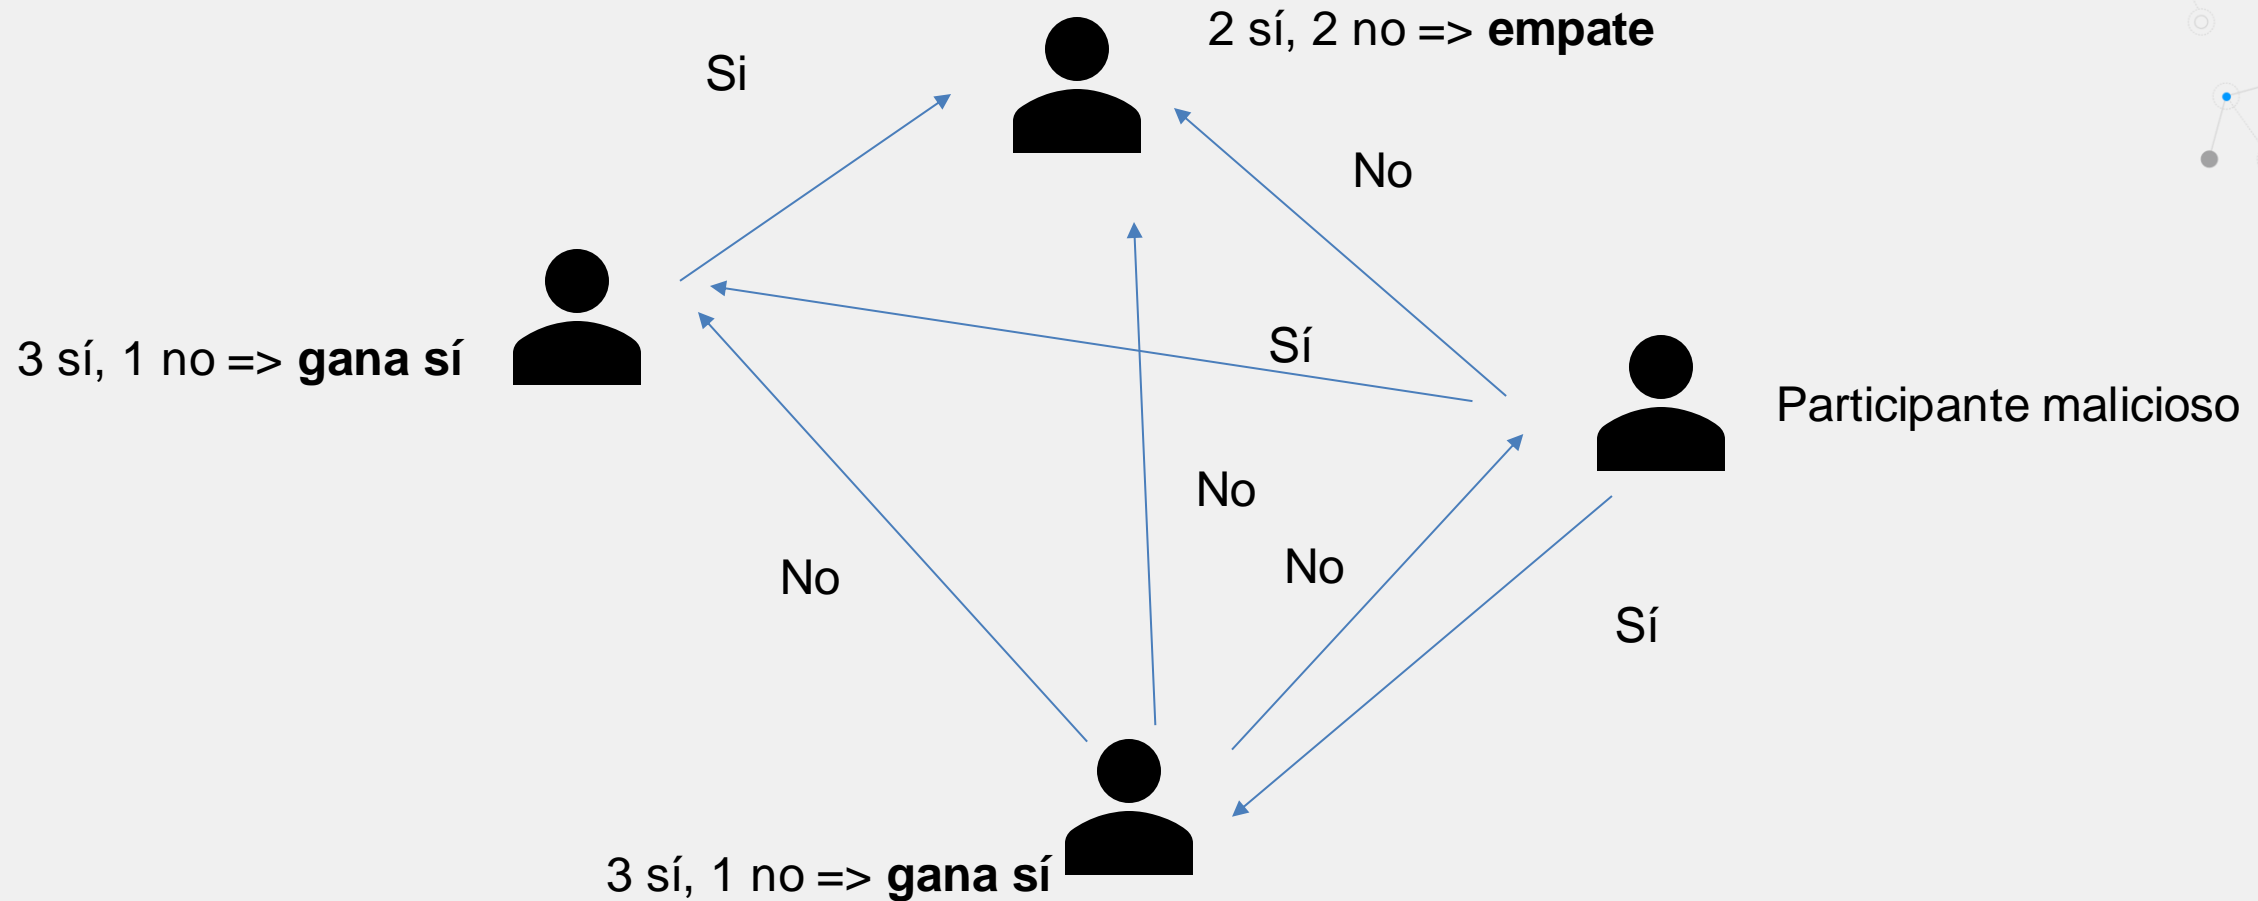 2 sí, 2 no => empate
Si
No
Sí
3 sí, 1 no => gana sí
Participante malicioso
No
No
No
Sí
3 sí, 1 no => gana sí